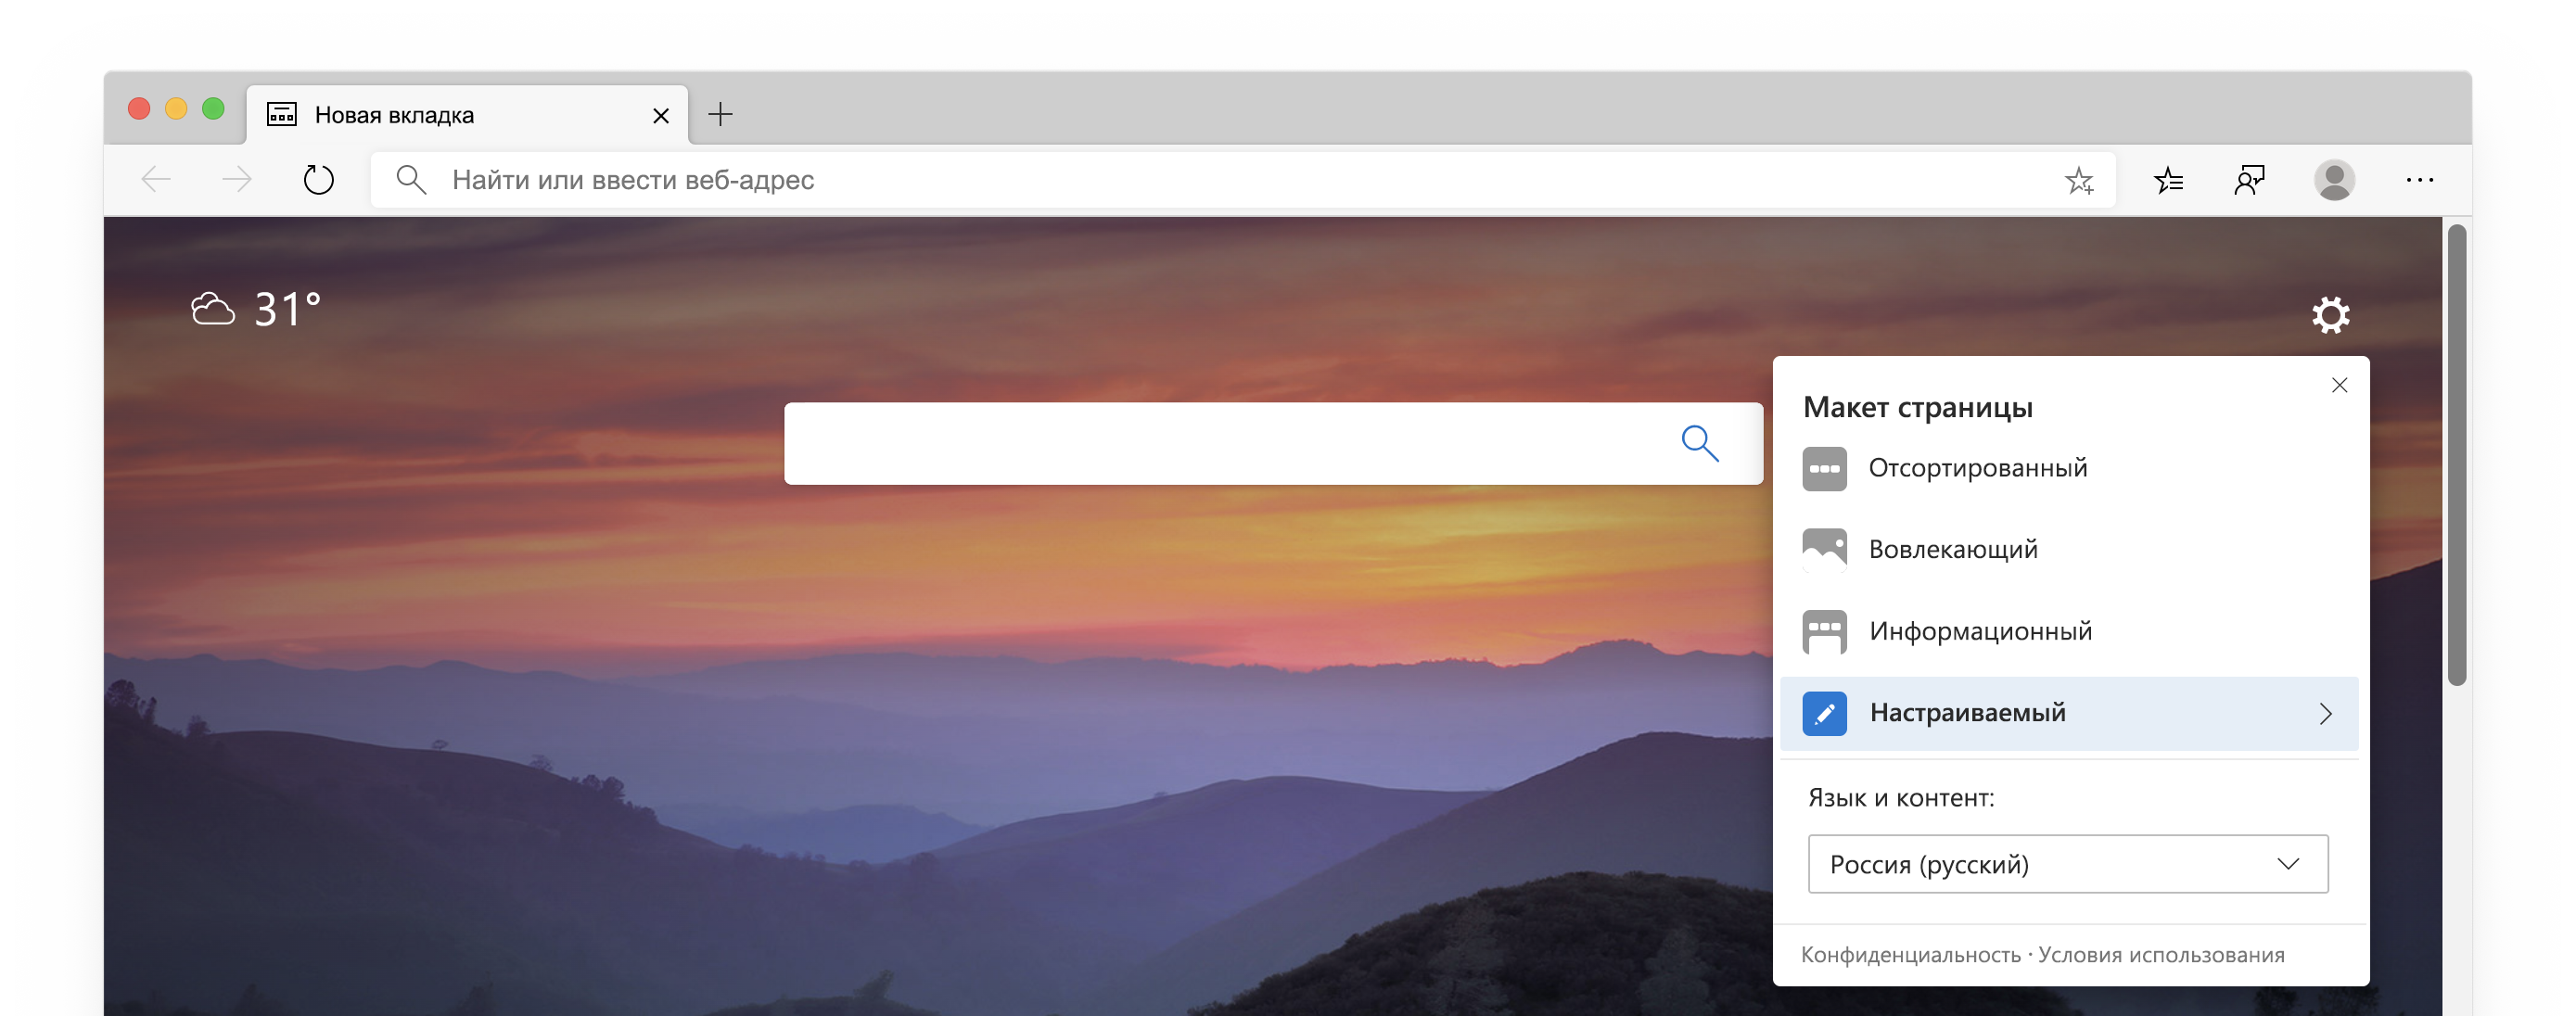 Новая вкладка
Найти или ввести веб-адрес
31°
Макет страницы
Отсортированный
Вовлекающий
Информационный
Настраиваемый
Язык и контент:
Россия (русский)
Конфиденциальность · Условия использования